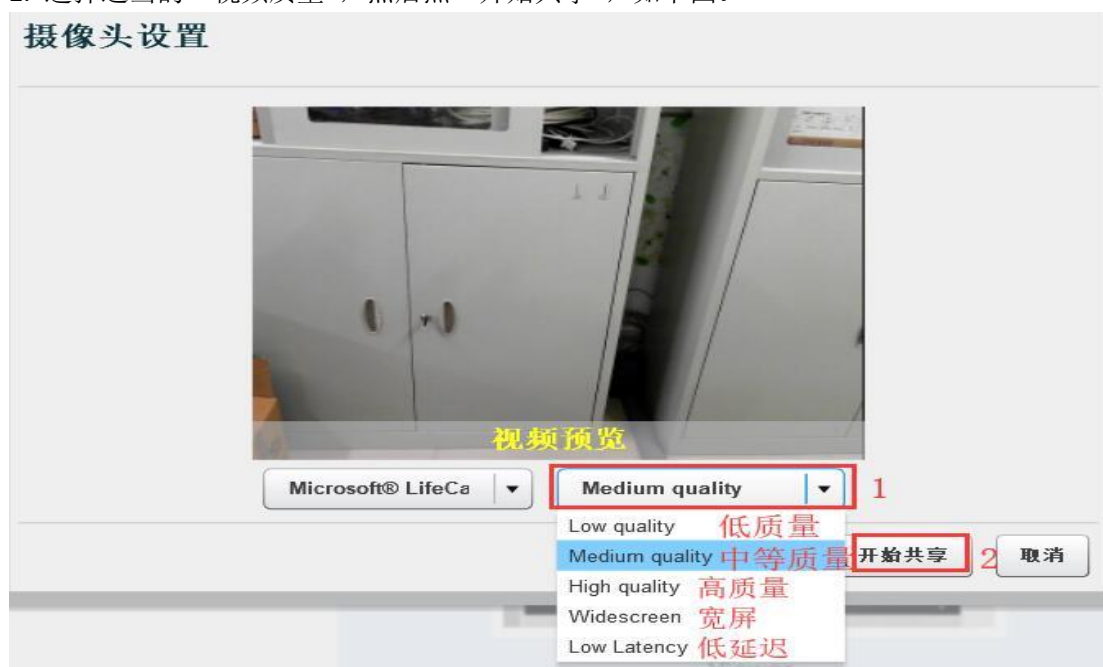 摄像头设置
视频预览
Microsoft® LifeCa
Medium quality
1
Low quality 低质量
Medium quality 中等质量
开始共享
2
取消
High quality 高质量
Widescreen 宽屏
Low Latency 低延迟